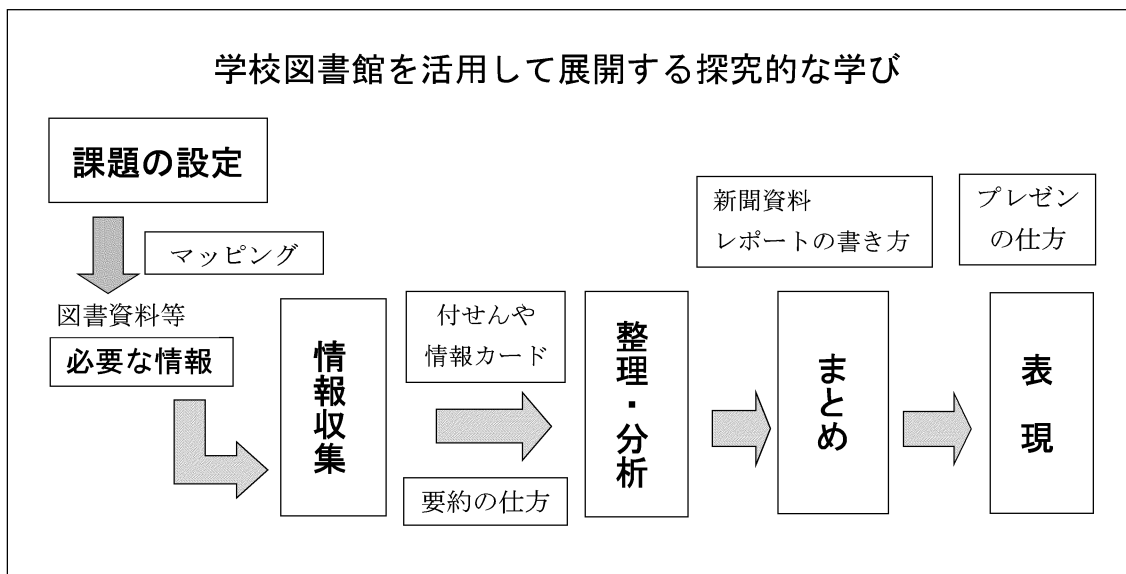 学校図書館を活用して展開する探究的な学び
課題の設定
マッピング
図書資料等
必要な情報
情報収集
付せんや
情報カード
要約の仕方
整理・分析
新聞資料
レポートの書き方
まとめ
プレゼン
の仕方
表現